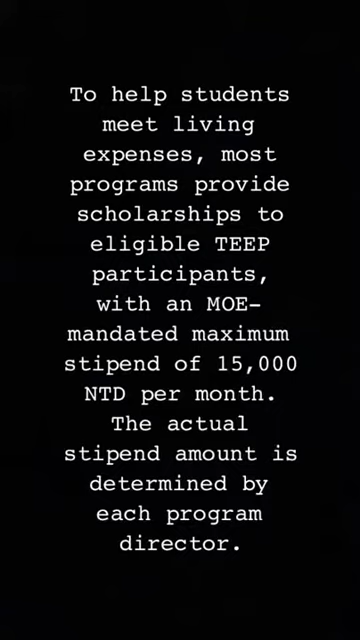 To help students
meet living
expenses, most
programs provide
scholarships to
eligible TEEP
participants,
with an MOE-
mandated maximum
stipend of 15,000
NTD per month.
The actual
stipend amount is
determined by
each program
director.